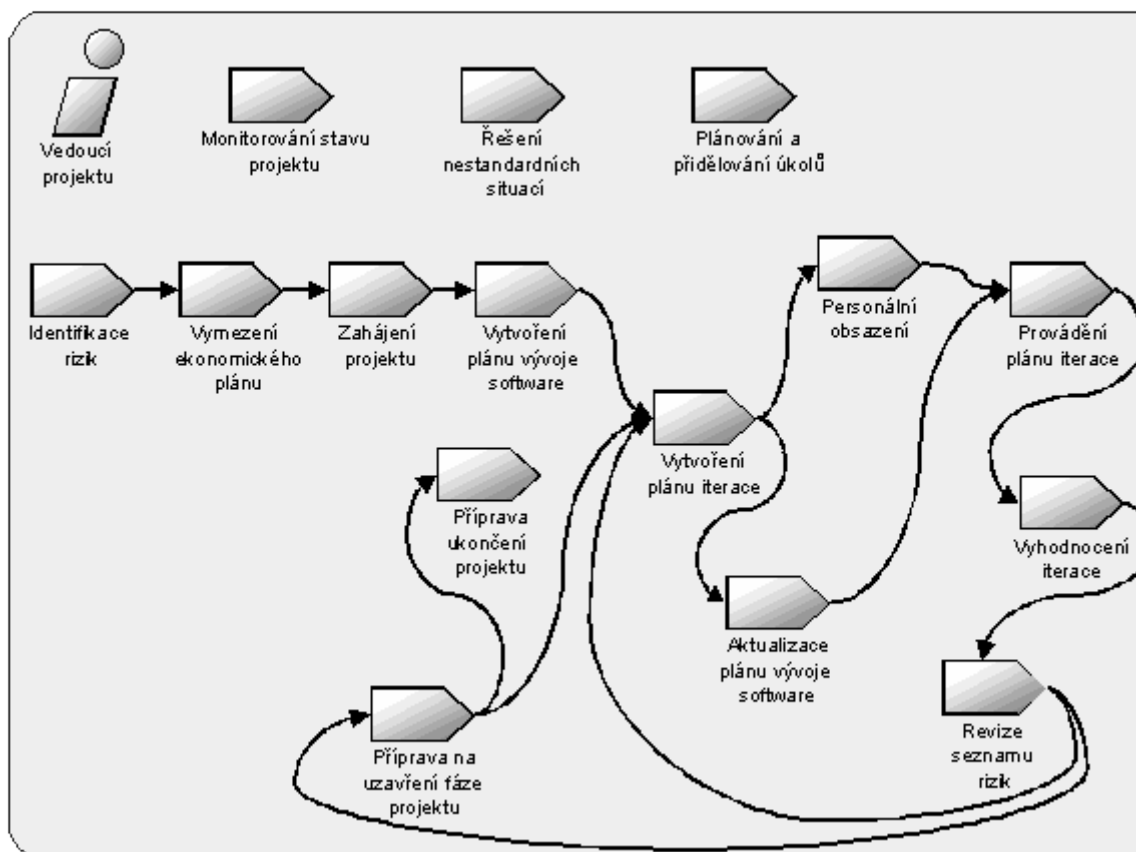 Vedoucí
projektu
Monitorování stavu
projektu
Řešení
nestandardních
situací
Plánování a
přidělování úkolů
Identifikace
rizik
Vymezení
ekonomického
plánu
Zahájení
projektu
Vytvoření
plánu vývoje
software
Personální
obsazení
Provádění
plánu iterace
Vytvoření
plánu iterace
Příprava
ukončení
projektu
Vyhodnocení
iterace
Aktualizace
plánu vývoje
software
Příprava na
uzavření fáze
projektu
Revize
seznamu
rizik